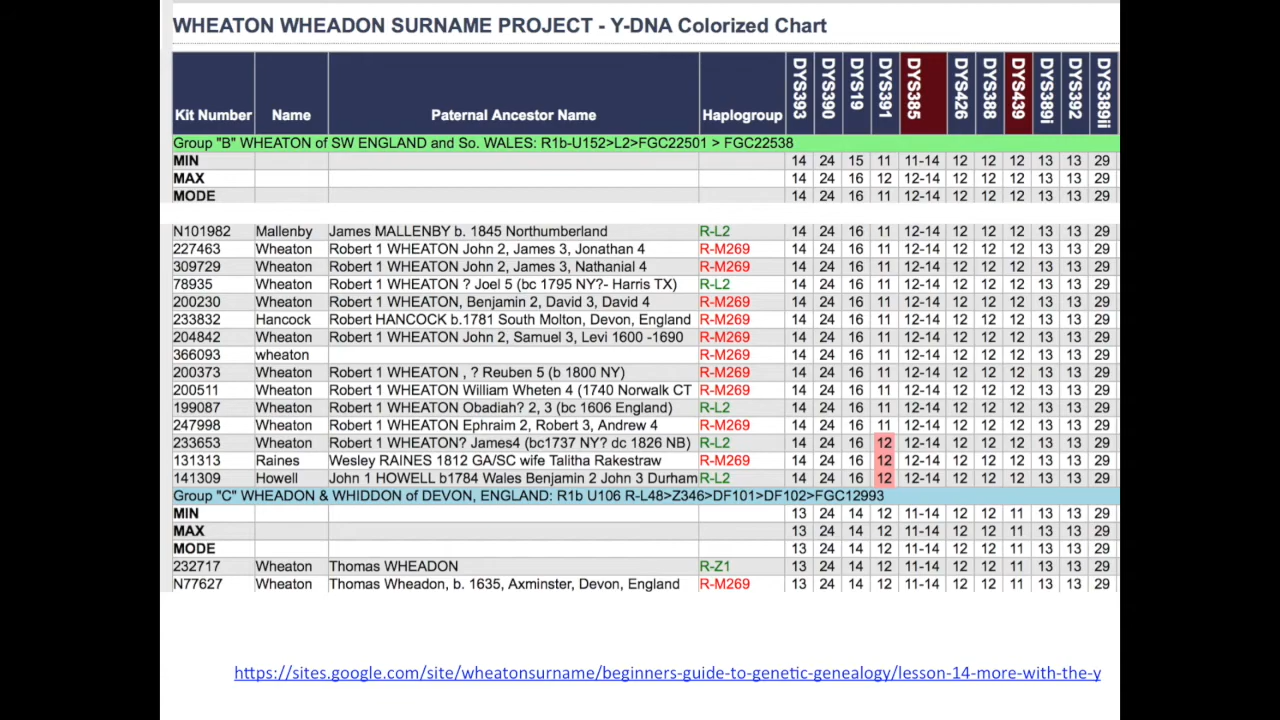 WHEATON WHEADON SURNAME PROJECT - Y-DNA Colorized Chart
Kit Number Name Paternal Ancestor Name Haplogroup DYS393 DYS390 DYS19 DYS391 DYS385 DYS426 DYS388 DYS439 DYS389i DYS392 DYS389ii
Group "B" WHEATON of SW ENGLAND and So. WALES: R1b-U152>L2>FGC22501 > FGC22538
MIN 14 24 15 11 11-14 12 12 12 13 13 29
MAX 14 24 16 12 12-14 12 12 12 13 13 29
MODE 14 24 16 11 12-14 12 12 12 13 13 29
N101982 Mallenby James MALLENBY b. 1845 Northumberland R-L2 14 24 16 11 12-14 12 12 12 13 13 29
227463 Wheaton Robert 1 WHEATON John 2, James 3, Jonathan 4 R-M269 14 24 16 11 12-14 12 12 12 13 13 29
309729 Wheaton Robert 1 WHEATON John 2, James 3, Nathanial 4 R-M269 14 24 16 11 12-14 12 12 12 13 13 29
78935 Wheaton Robert 1 WHEATON ? Joel 5 (bc 1795 NY?- Harris TX) R-L2 14 24 16 11 12-14 12 12 12 13 13 29
200230 Wheaton Robert 1 WHEATON, Benjamin 2, David 3, David 4 R-M269 14 24 16 11 12-14 12 12 12 13 13 29
233832 Hancock Robert HANCOCK b.1781 South Molton, Devon, England R-M269 14 24 16 11 12-14 12 12 12 13 13 29
204842 Wheaton Robert 1 WHEATON John 2, Samuel 3, Levi 1600 -1690 R-M269 14 24 16 11 12-14 12 12 12 13 13 29
366093 wheaton R-M269 14 24 16 11 12-14 12 12 12 13 13 29
200373 Wheaton Robert 1 WHEATON , ? Reuben 5 (b 1800 NY) R-M269 14 24 16 11 12-14 12 12 12 13 13 29
200511 Wheaton Robert 1 WHEATON William Wheten 4 (1740 Norwalk CT R-M269 14 24 16 11 12-14 12 12 12 13 13 29
199087 Wheaton Robert 1 WHEATON Obadiah? 2, 3 (bc 1606 England) R-L2 14 24 16 11 12-14 12 12 12 13 13 29
247998 Wheaton Robert 1 WHEATON Ephraim 2, Robert 3, Andrew 4 R-M269 14 24 16 11 12-14 12 12 12 13 13 29
233653 Wheaton Robert 1 WHEATON? James4 (bc1737 NY? dc 1826 NB) R-L2 14 24 16 12 12-14 12 12 12 13 13 29
131313 Raines Wesley RAINES 1812 GA/SC wife Talitha Rakestraw R-M269 14 24 16 12 12-14 12 12 12 13 13 29
141309 Howell John 1 HOWELL b1784 Wales Benjamin 2 John 3 Durham R-L2 14 24 16 12 12-14 12 12 12 13 13 29
Group "C" WHEADON & WHIDDON of DEVON, ENGLAND: R1b U106 R-L48>Z346>DF101>DF102>FGC12993
MIN 13 24 14 12 11-14 12 12 11 13 13 29
MAX 13 24 14 12 11-14 12 12 11 13 13 29
MODE 13 24 14 12 11-14 12 12 11 13 13 29
232717 Wheaton Thomas WHEADON R-Z1 13 24 14 12 11-14 12 12 11 13 13 29
N77627 Wheaton Thomas Wheadon, b. 1635, Axminster, Devon, England R-M269 13 24 14 12 11-14 12 12 11 13 13 29
https://sites.google.com/site/wheatonsurname/beginners-guide-to-genetic-genealogy/lesson-14-more-with-the-y